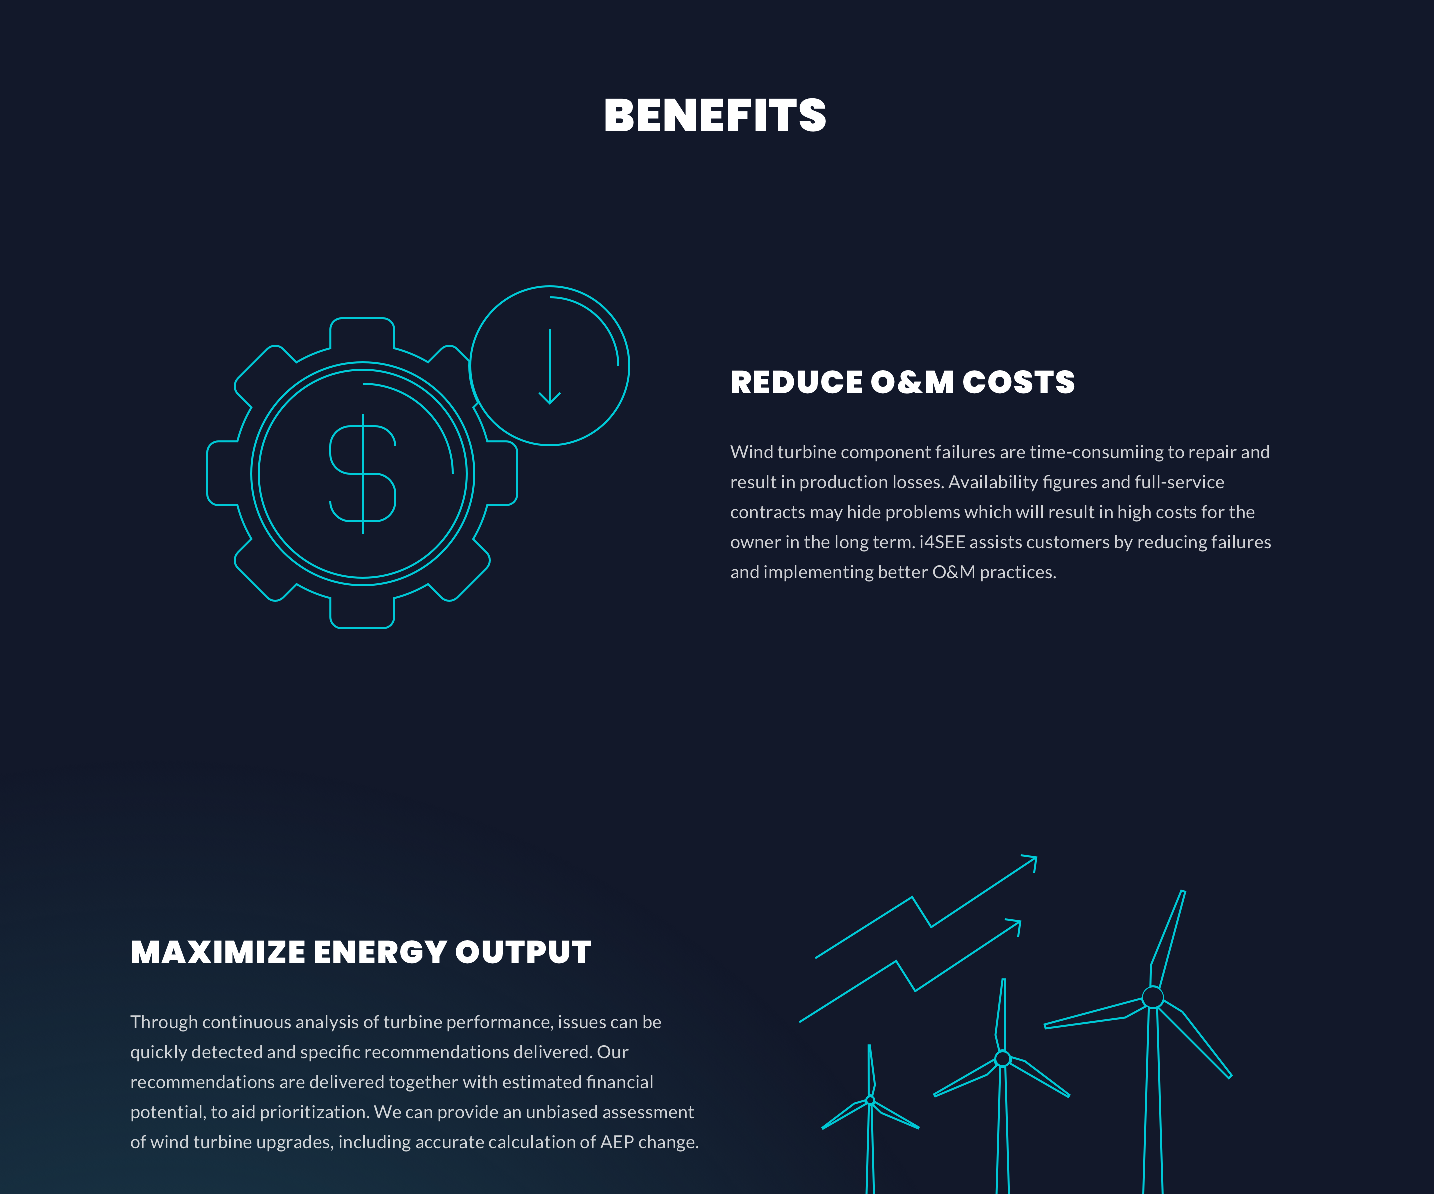 BENEFITS
$
REDUCE O&M COSTS
Wind turbine component failures are time-consumiing to repair and
result in production losses. Availability figures and full-service
contracts may hide problems which will result in high costs for the
owner in the long term. i4SEE assists customers by reducing failures
and implementing better O&M practices.
MAXIMIZE ENERGY OUTPUT
Through continuous analysis of turbine performance, issues can be
quickly detected and specific recommendations delivered. Our
recommendations are delivered together with estimated financial
potential, to aid prioritization. We can provide an unbiased assessment
of wind turbine upgrades, including accurate calculation of AEP change.